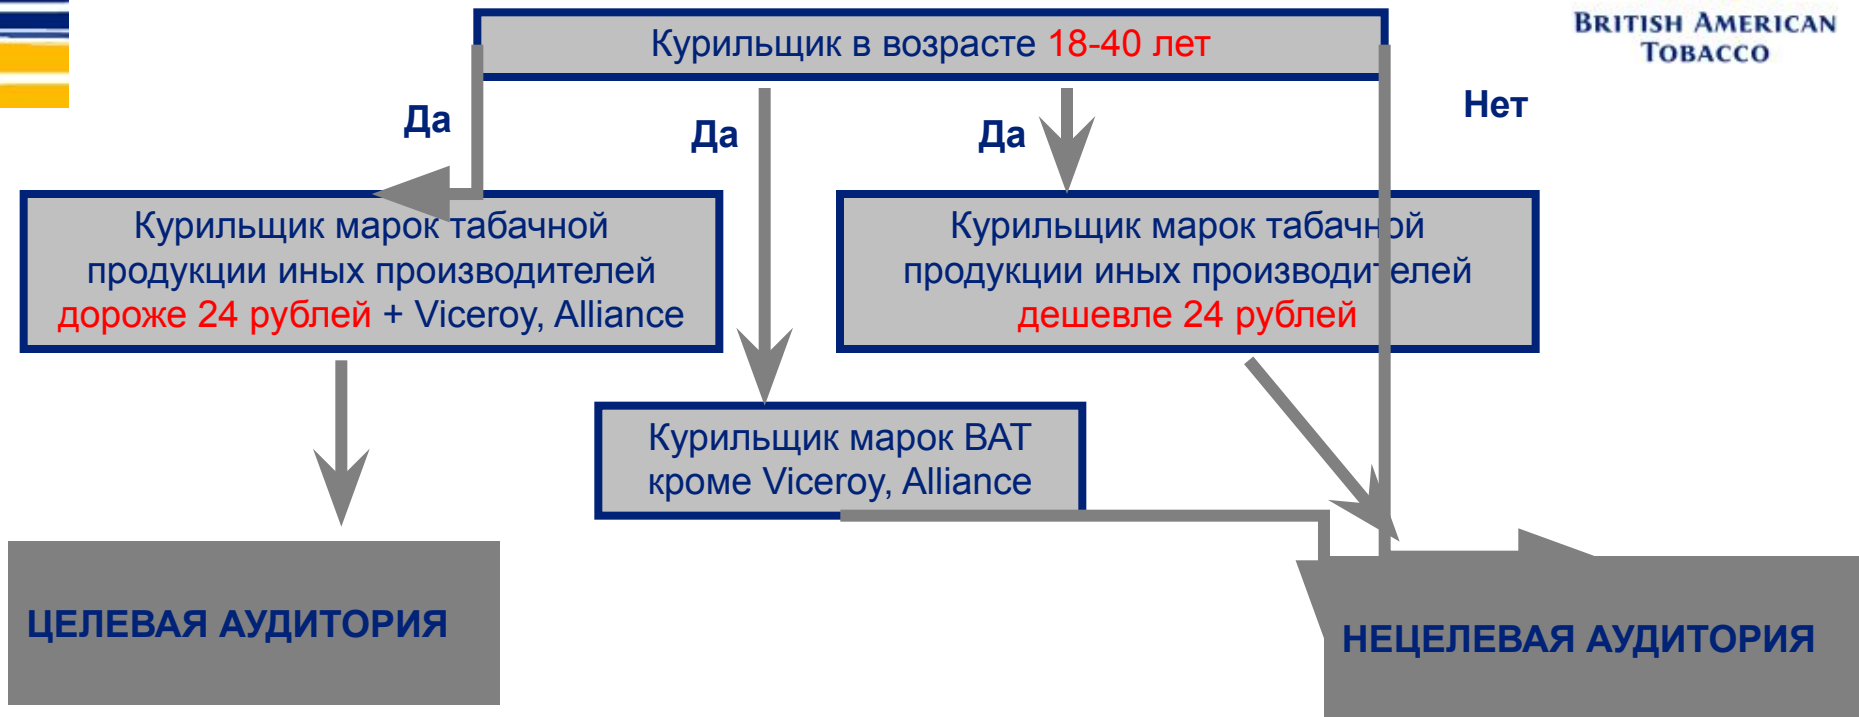 BRITISH AMERICAN
TOBACCO
Курильщик в возрасте 18-40 лет
Да
Да
Да
Нет
Курильщик марок табачной
продукции иных производителей
дороже 24 рублей + Viceroy, Alliance
Курильщик марок табачной
продукции иных производителей
дешевле 24 рублей
Курильщик марок ВАТ
кроме Viceroy, Alliance
ЦЕЛЕВАЯ АУДИТОРИЯ
НЕЦЕЛЕВАЯ АУДИТОРИЯ